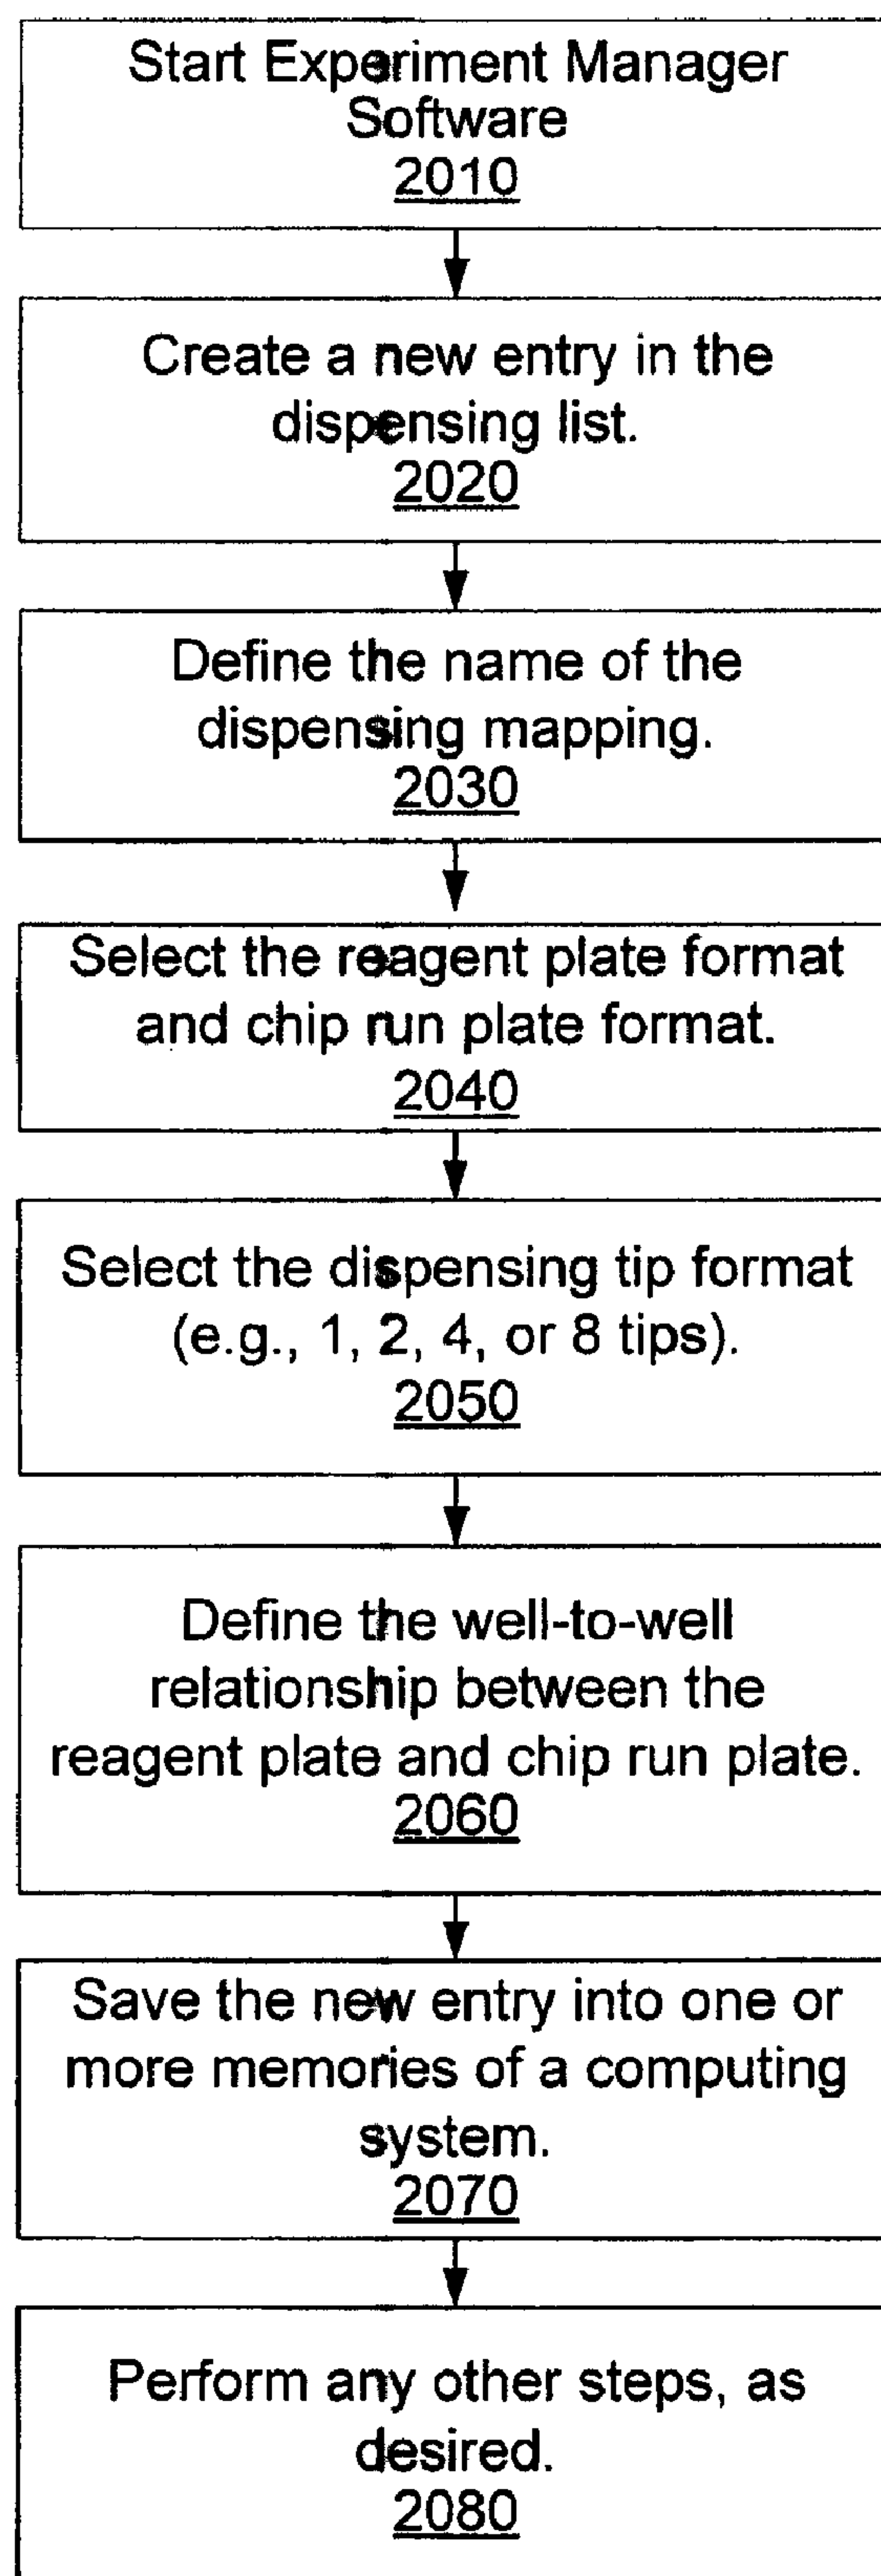 Start Experiment Manager
Software
2010
Create a new entry in the
dispensing list.
2020
Define the name of the
dispensing mapping.
2030
Select the reagent plate format
and chip run plate format.
2040
Select the dispensing tip format
(e.g., 1, 2, 4, or 8 tips).
2050
Define the well-to-well
relationship between the
reagent plate and chip run plate.
2060
Save the new entry into one or
more memories of a computing
system.
2070
Perform any other steps, as
desired.
2080